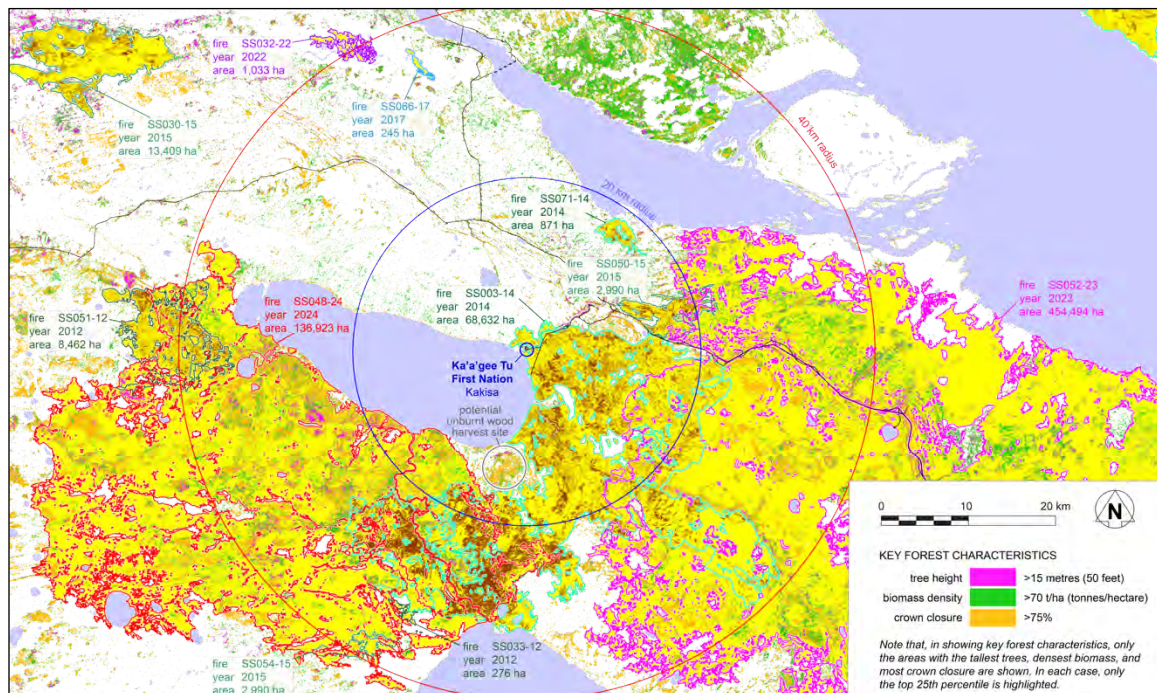 fire SS032-22
year 2022
area 1,033 ha
fire SS066-17
year 2017
area 245 ha
fire SS030-15
year 2015
area 13,409 ha
40 km radius
20 km radius
fire SS071-14
year 2014
area 871 ha
fire SS050-15
year 2015
area 2,990 ha
fire SS003-14
year 2014
area 68,632 ha
fire SS048-24
year 2024
area 136,923 ha
fire SS052-23
year 2023
area 454,494 ha
fire SS051-12
year 2012
area 8,462 ha
Ka'a'gee Tu
First Nation
Kakisa
potential
unburnt wood
harvest site
fire SS054-15
year 2015
area 2,990 ha
fire SS033-12
year 2012
area 276 ha
0 10 20 km
N
KEY FOREST CHARACTERISTICS
tree height >15 metres (50 feet)
biomass density >70 t/ha (tonnes/hectare)
crown closure >75%
Note that, in showing key forest characteristics, only
the areas with the tallest trees, densest biomass, and
most crown closure are shown. In each case, only
the top 25th percentile is highlighted.